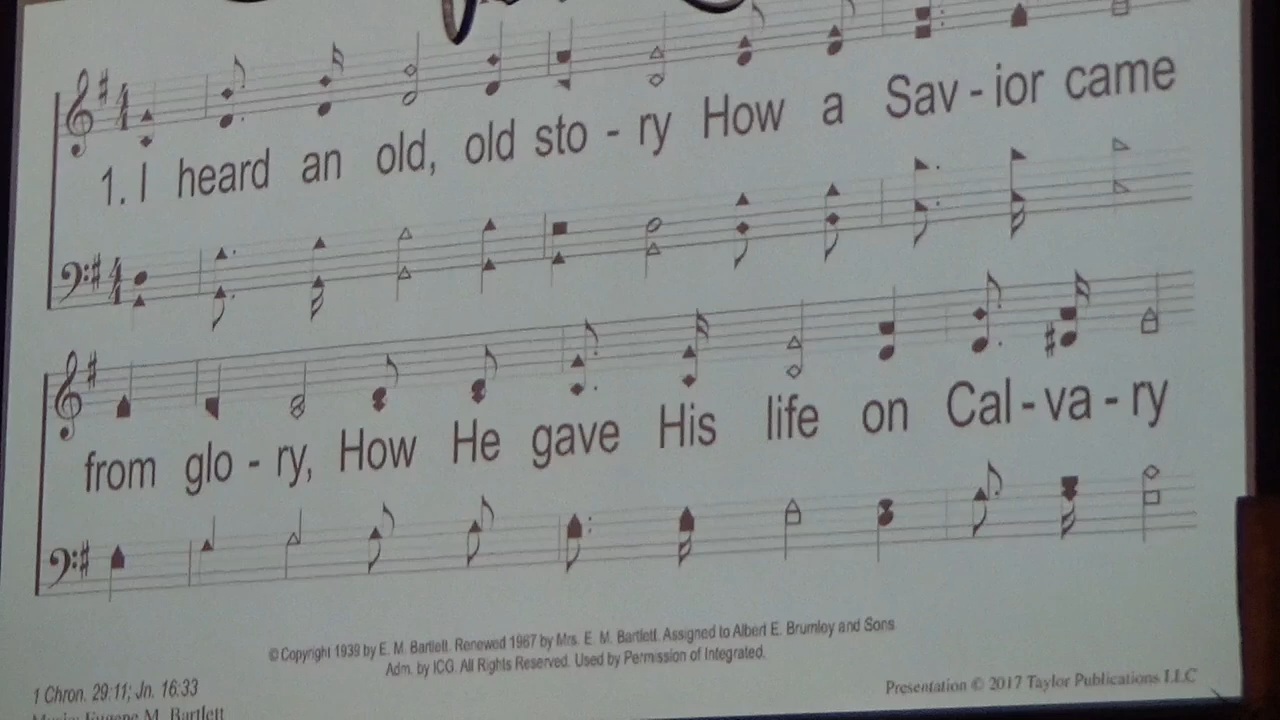 1. I heard an old, old sto - ry How a Sav - ior came
from glo - ry, How He gave His life on Cal - va - ry
© Copyright 1939 by E. M. Bartlett. Renewed 1967 by Mrs. E. M. Bartlett. Assigned to Albert E. Brumley and Sons
Adm. by ICG. All Rights Reserved. Used by Permission of Integrated.
1 Chron. 29:11; Jn. 16:33
Presentation © 2017 Taylor Publications LLC
Music: Eugene M. Bartlett